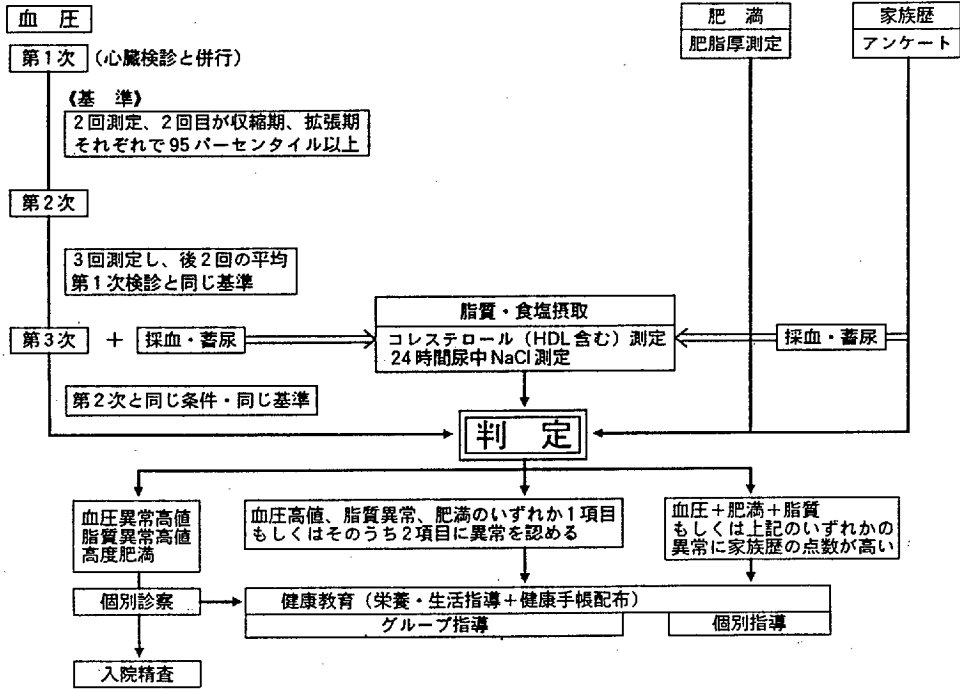 血　圧
肥　満
家族歴
肥脂厚測定
アンケート
第1次
(心臓検診と併行)
《基　準》
2回測定、2回目が収縮期、拡張期
それぞれで95パーセンタイル以上
第2次
3回測定し、後2回の平均
第1次検診と同じ基準
脂質・食塩摂取
第3次
+
採血・蓄尿
コレステロール(HDL含む)測定
24時間尿中NaCl測定
採血・蓄尿
第2次と同じ条件・同じ基準
判　定
血圧異常高値
脂質異常高値
高度肥満
血圧高値、脂質異常、肥満のいずれか1項目
もしくはそのうち2項目に異常を認める
血圧+肥満+脂質
もしくは上記のいずれかの
異常に家族歴の点数が高い
個別診察
健康教育(栄養・生活指導+健康手帳配布)
グループ指導
個別指導
入院精査